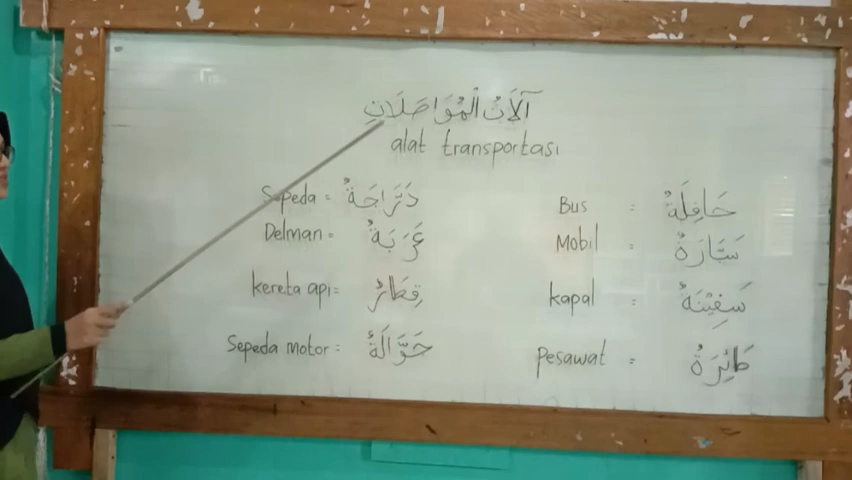 آلَاتُ الْمُوَاصَلَاتِ
alat transportasi
Sepeda = دَرَّاجَةٌ
Delman = عَرَبَةٌ
kereta api = قِطَارٌ
Sepeda motor : جَوَّالَةٌ
Bus : حَافِلَةٌ
Mobil = سَيَّارَةٌ
kapal = سَفِيْنَةٌ
Pesawat = طَائِرَةٌ